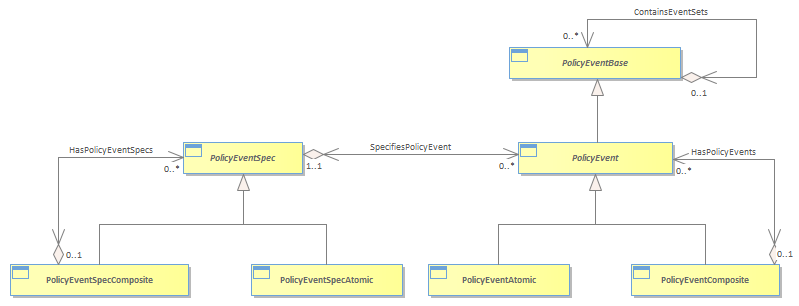 ContainsEventSets
0..*
PolicyEventBase
0..1
HasPolicyEventSpecs
PolicyEventSpec
SpecifiesPolicyEvent
PolicyEvent
HasPolicyEvents
0..*
1..1
0..*
0..*
0..1
0..1
PolicyEventSpecComposite
PolicyEventSpecAtomic
PolicyEventAtomic
PolicyEventComposite